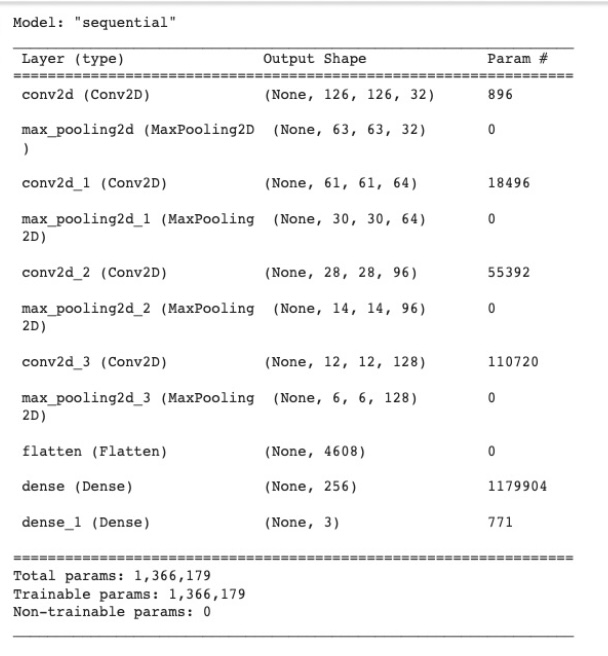 Model: "sequential"
Layer (type) Output Shape Param #
conv2d (Conv2D) (None, 126, 126, 32) 896
max_pooling2d (MaxPooling2D (None, 63, 63, 32) 0
)
conv2d_1 (Conv2D) (None, 61, 61, 64) 18496
max_pooling2d_1 (MaxPooling (None, 30, 30, 64) 0
2D)
conv2d_2 (Conv2D) (None, 28, 28, 96) 55392
max_pooling2d_2 (MaxPooling (None, 14, 14, 96) 0
2D)
conv2d_3 (Conv2D) (None, 12, 12, 128) 110720
max_pooling2d_3 (MaxPooling (None, 6, 6, 128) 0
2D)
flatten (Flatten) (None, 4608) 0
dense (Dense) (None, 256) 1179904
dense_1 (Dense) (None, 3) 771
Total params: 1,366,179
Trainable params: 1,366,179
Non-trainable params: 0